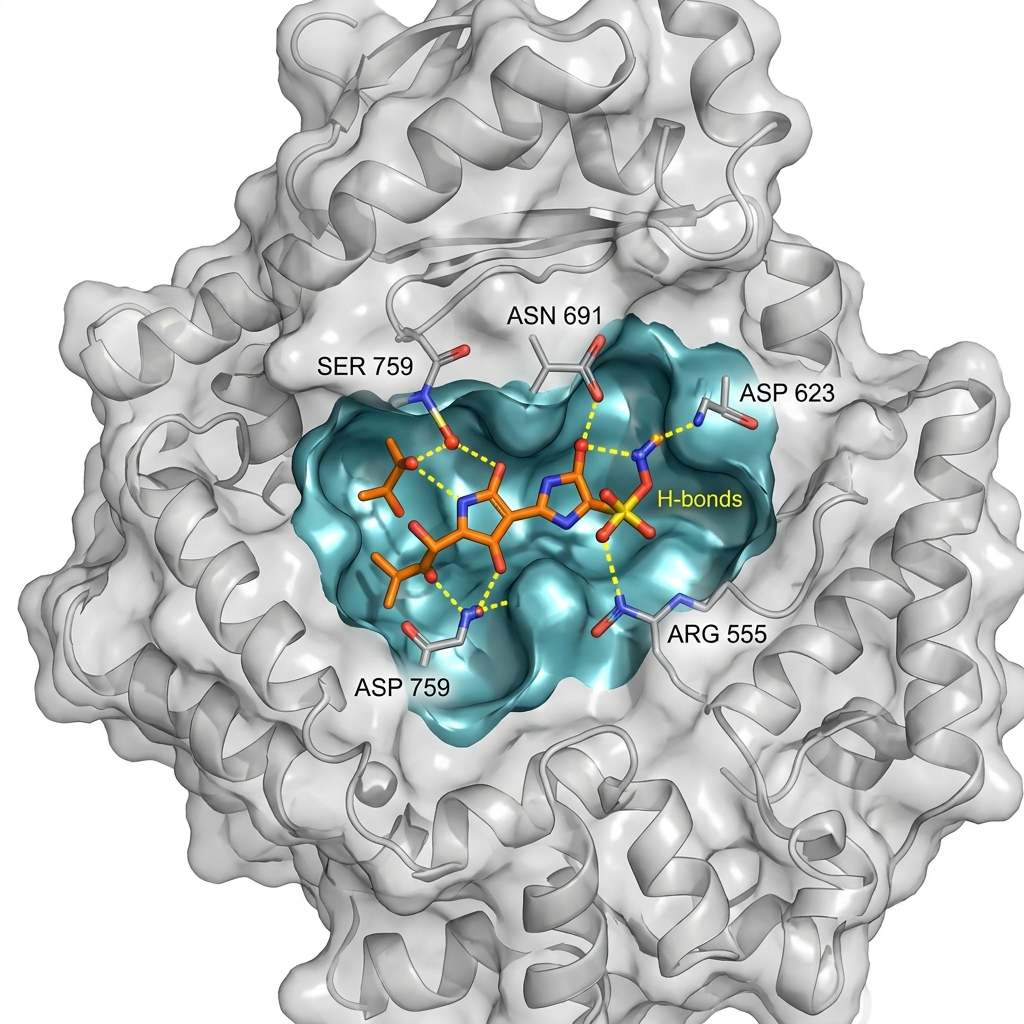 ASN 691
SER 759
ASP 623
H-bonds
ARG 555
ASP 759